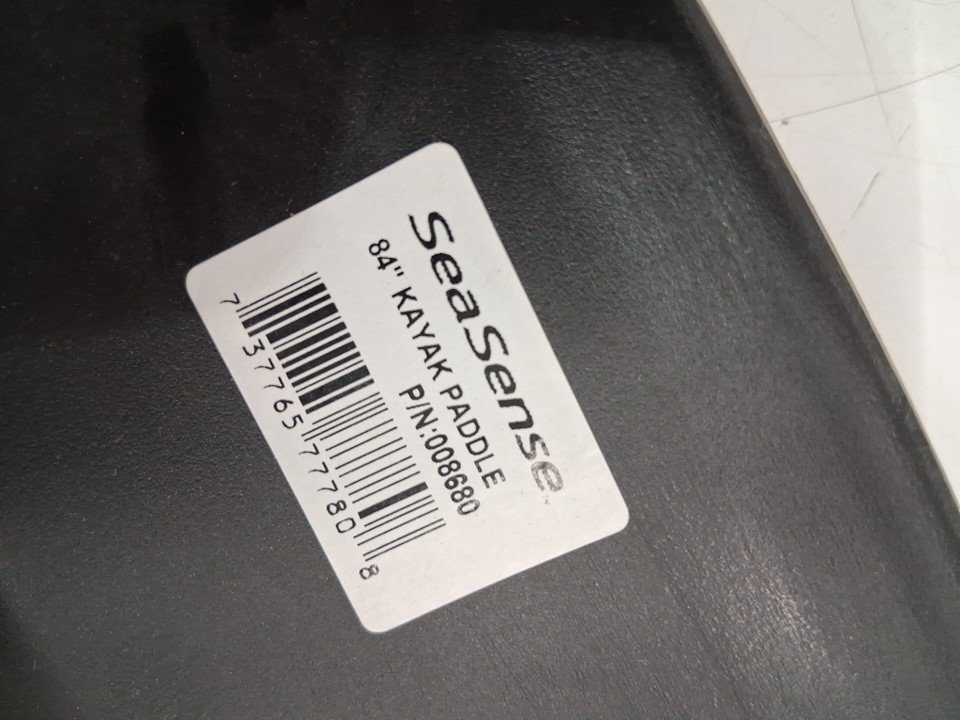 SeaSense
84" KAYAK PADDLE
P/N:008680
7 37765 77780 8